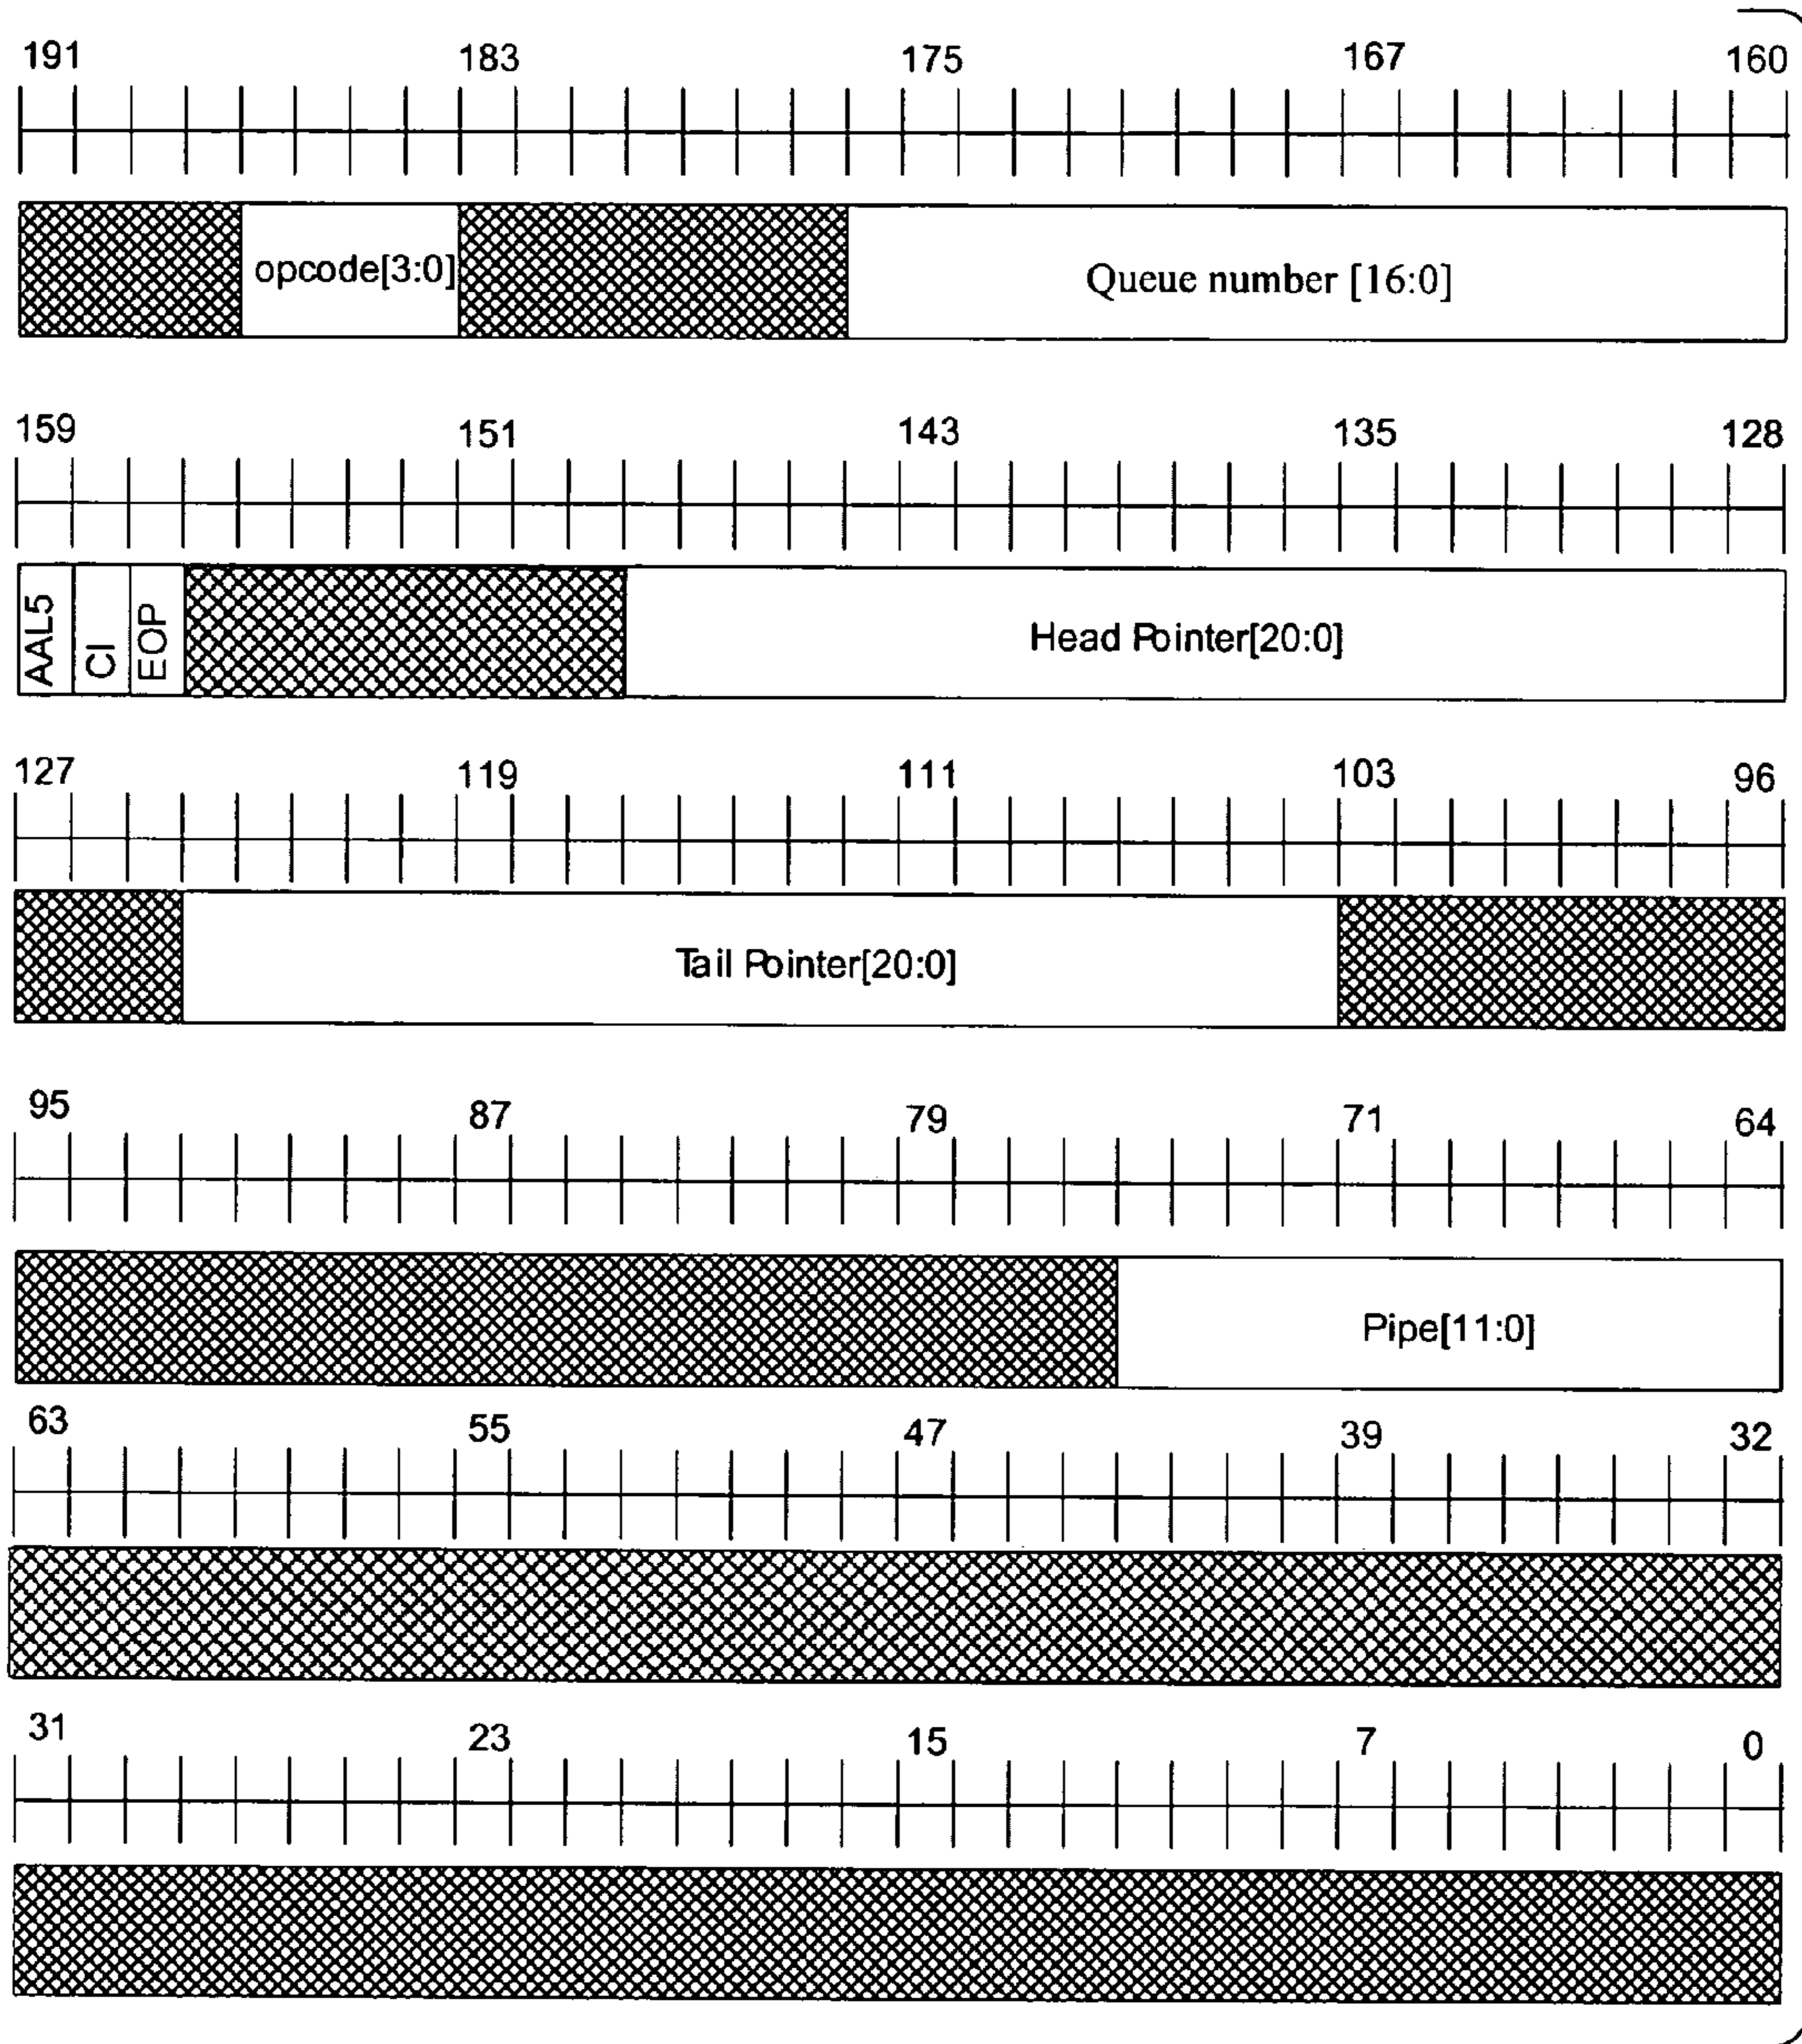 191 183 175 167 160
opcode[3:0] Queue number [16:0]
159 151 143 135 128
AAL5 CI EOP Head Pointer[20:0]
127 119 111 103 96
Tail Pointer[20:0]
95 87 79 71 64
Pipe[11:0]
63 55 47 39 32
31 23 15 7 0